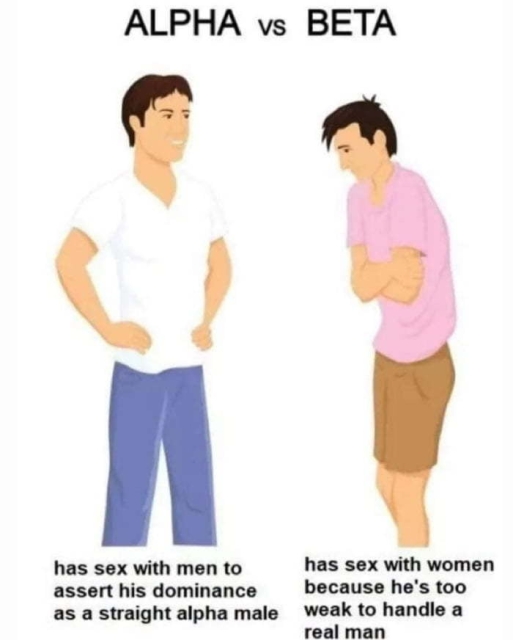 ALPHA vs BETA
has sex with men to
assert his dominance
as a straight alpha male
has sex with women
because he's too
weak to handle a
real man